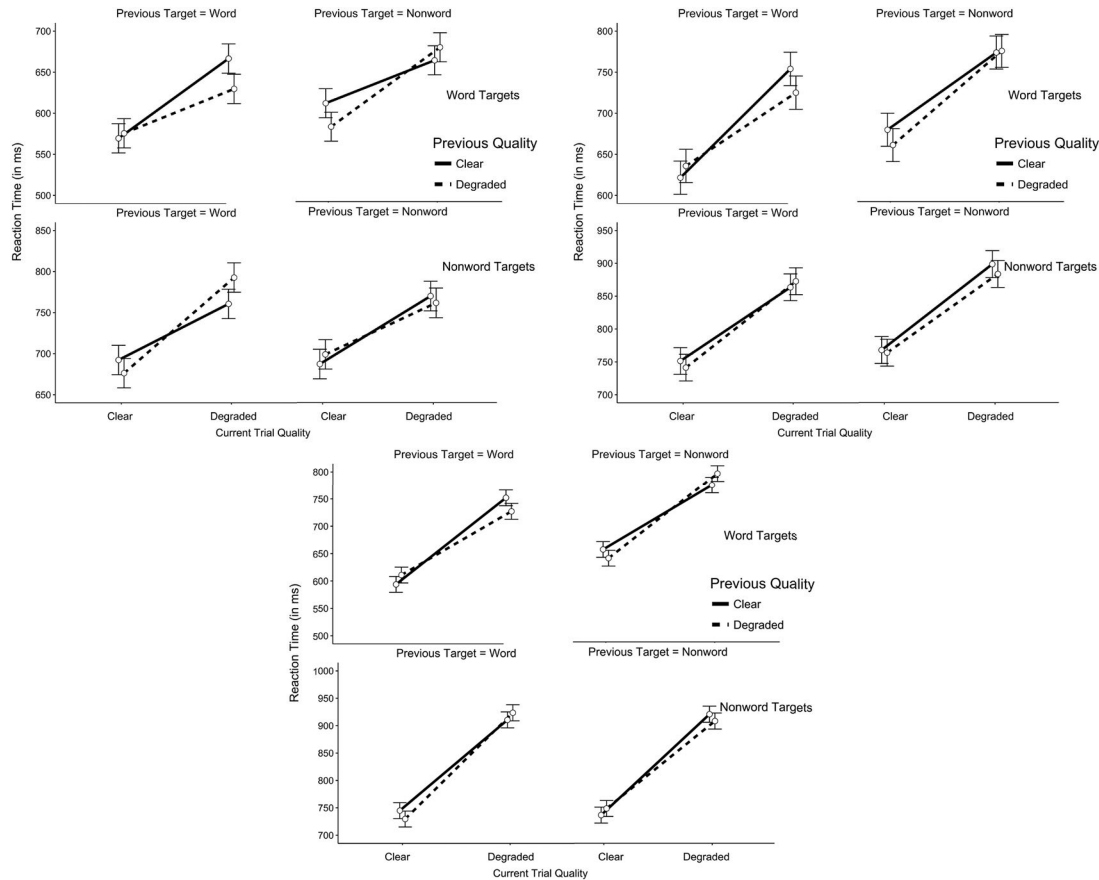 Previous Target = Word
Previous Target = Nonword
700
650
600
550
500
Word Targets
Previous Quality
Clear
Degraded
Reaction Time (in ms)
Previous Target = Word
Previous Target = Nonword
850
800
750
700
650
Nonword Targets
Clear
Degraded
Clear
Degraded
Current Trial Quality
Previous Target = Word
Previous Target = Nonword
800
750
700
650
600
Word Targets
Previous Quality
Clear
Degraded
Reaction Time (in ms)
Previous Target = Word
Previous Target = Nonword
950
900
850
800
750
700
Nonword Targets
Clear
Degraded
Clear
Degraded
Current Trial Quality
Previous Target = Word
Previous Target = Nonword
800
750
700
650
600
550
500
Word Targets
Previous Quality
Clear
Degraded
Reaction Time (in ms)
Previous Target = Word
Previous Target = Nonword
1000
950
900
850
800
750
700
Nonword Targets
Clear
Degraded
Clear
Degraded
Current Trial Quality